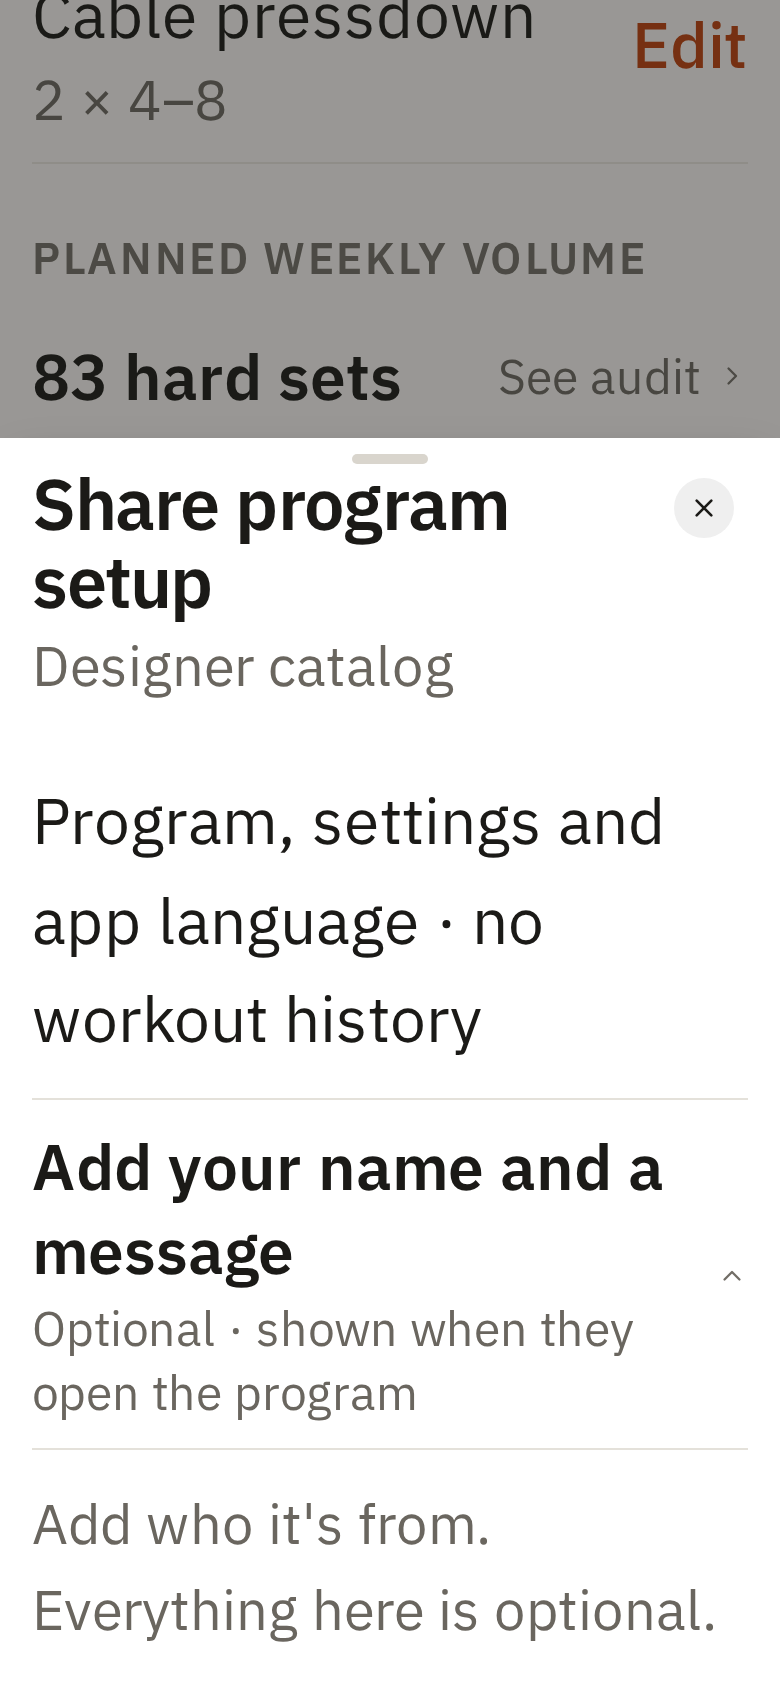 Cable pressdown
Edit
2 × 4–8
PLANNED WEEKLY VOLUME
83 hard sets
See audit
Share program
setup
Designer catalog
Program, settings and
app language · no
workout history
Add your name and a
message
Optional · shown when they
open the program
Add who it's from.
Everything here is optional.